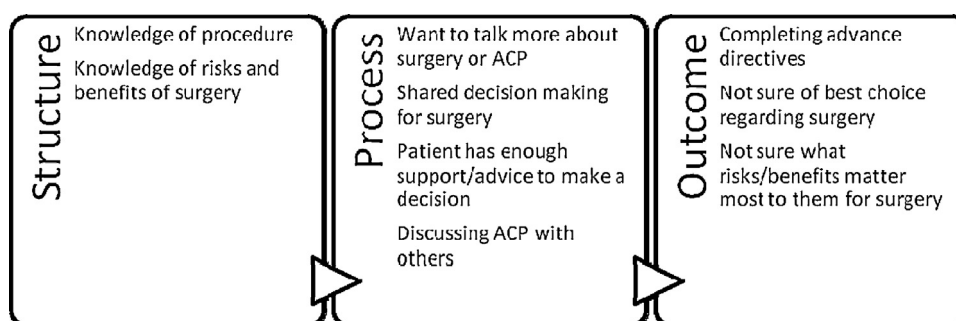 Structure
Knowledge of procedure
Knowledge of risks and
benefits of surgery
Process
Want to talk more about
surgery or ACP
Shared decision making
for surgery
Patient has enough
support/advice to make a
decision
Discussing ACP with
others
Outcome
Completing advance
directives
Not sure of best choice
regarding surgery
Not sure what
risks/benefits matter
most to them for surgery